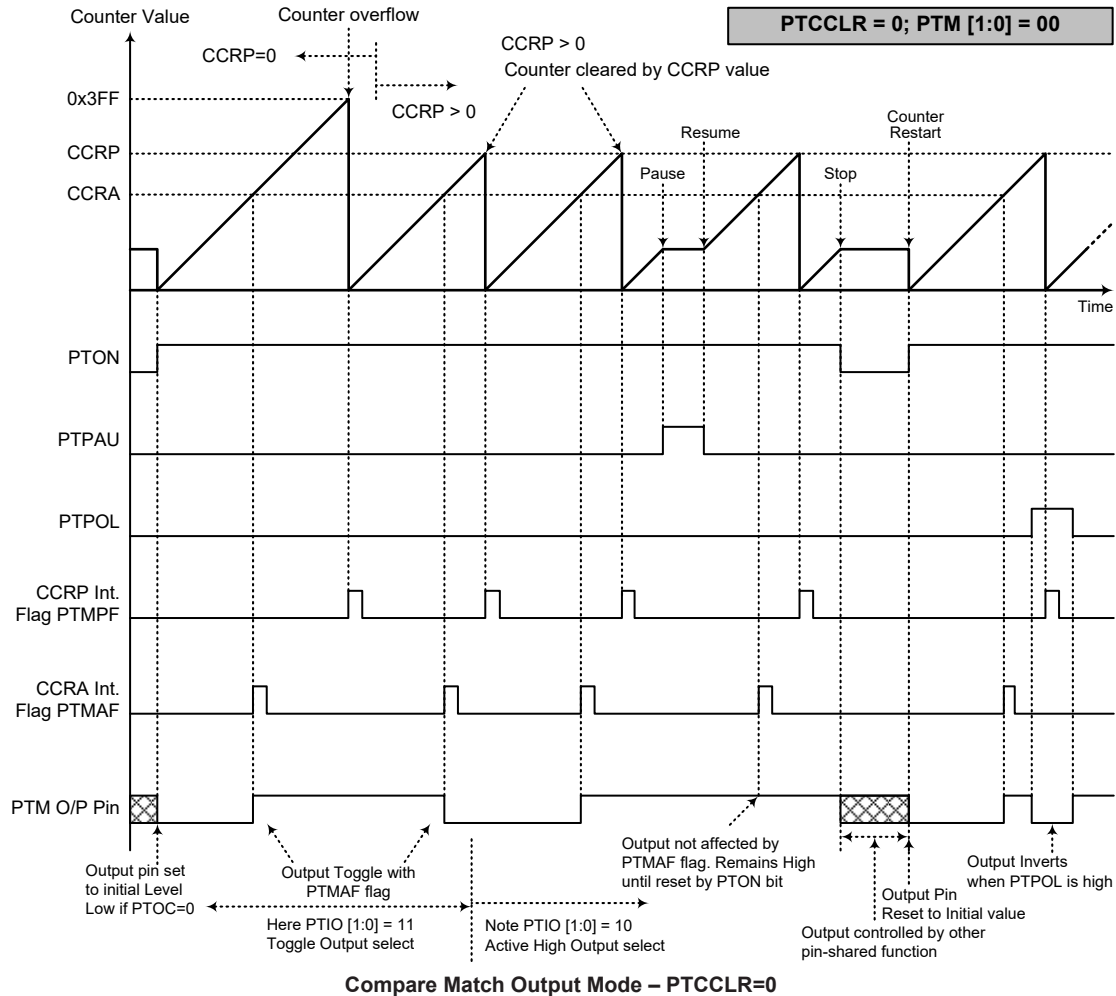 Counter Value
Counter overflow
PTCCLR = 0; PTM [1:0] = 00
CCRP=0
CCRP > 0
CCRP > 0
Counter cleared by CCRP value
0x3FF
CCRP
CCRA
Pause
Resume
Stop
Counter
Restart
Time
PTON
PTPAU
PTPOL
CCRP Int.
Flag PTMPF
CCRA Int.
Flag PTMAF
PTM O/P Pin
Output pin set
to initial Level
Low if PTOC=0
Output Toggle with
PTMAF flag
Here PTIO [1:0] = 11
Toggle Output select
Note PTIO [1:0] = 10
Active High Output select
Output not affected by
PTMAF flag. Remains High
until reset by PTON bit
Output Pin
Reset to Initial value
Output controlled by other
pin-shared function
Output Inverts
when PTPOL is high
Compare Match Output Mode – PTCCLR=0